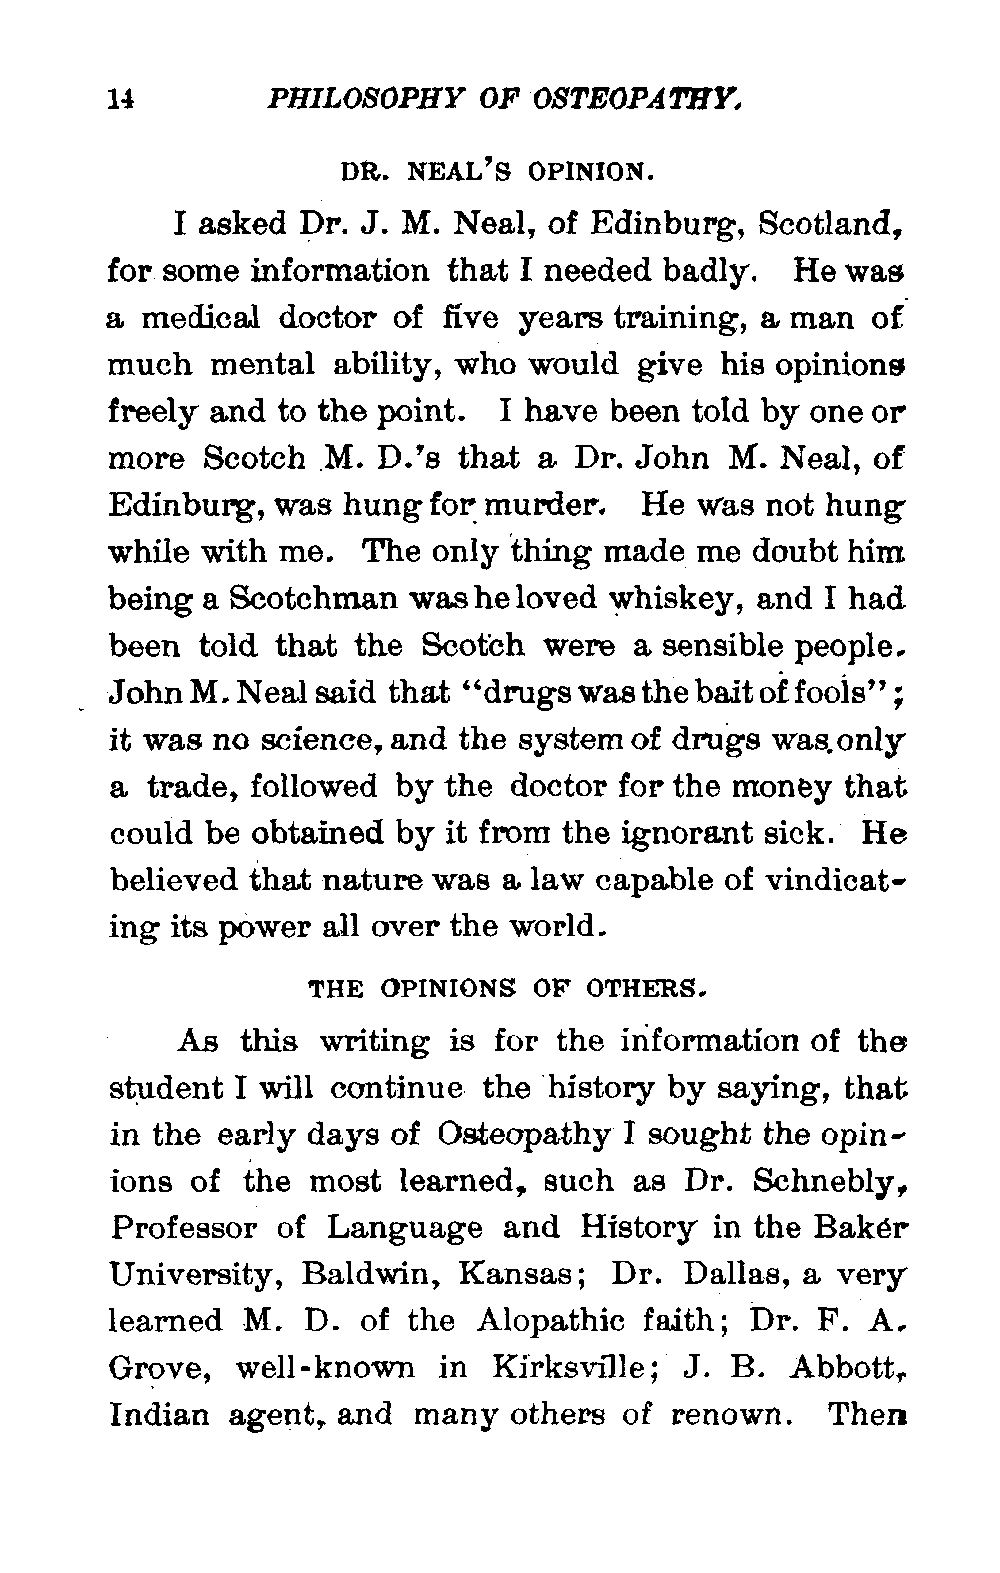 14 PHILOSOPHY OF OSTEOPATHY.
DR. NEAL'S OPINION.
I asked Dr. J. M. Neal, of Edinburg, Scotland,
for some information that I needed badly. He was
a medical doctor of five years training, a man of
much mental ability, who would give his opinions
freely and to the point. I have been told by one or
more Scotch M. D.'s that a Dr. John M. Neal, of
Edinburg, was hung for murder. He was not hung
while with me. The only thing made me doubt him
being a Scotchman was he loved whiskey, and I had
been told that the Scotch were a sensible people.
John M. Neal said that “drugs was the bait of fools”;
it was no science, and the system of drugs was only
a trade, followed by the doctor for the money that
could be obtained by it from the ignorant sick. He
believed that nature was a law capable of vindicat-
ing its power all over the world.
THE OPINIONS OF OTHERS.
As this writing is for the information of the
student I will continue the history by saying, that
in the early days of Osteopathy I sought the opin-
ions of the most learned, such as Dr. Schnebly,
Professor of Language and History in the Baker
University, Baldwin, Kansas; Dr. Dallas, a very
learned M. D. of the Alopathic faith; Dr. F. A.
Grove, well-known in Kirksville; J. B. Abbott,
Indian agent, and many others of renown. Then